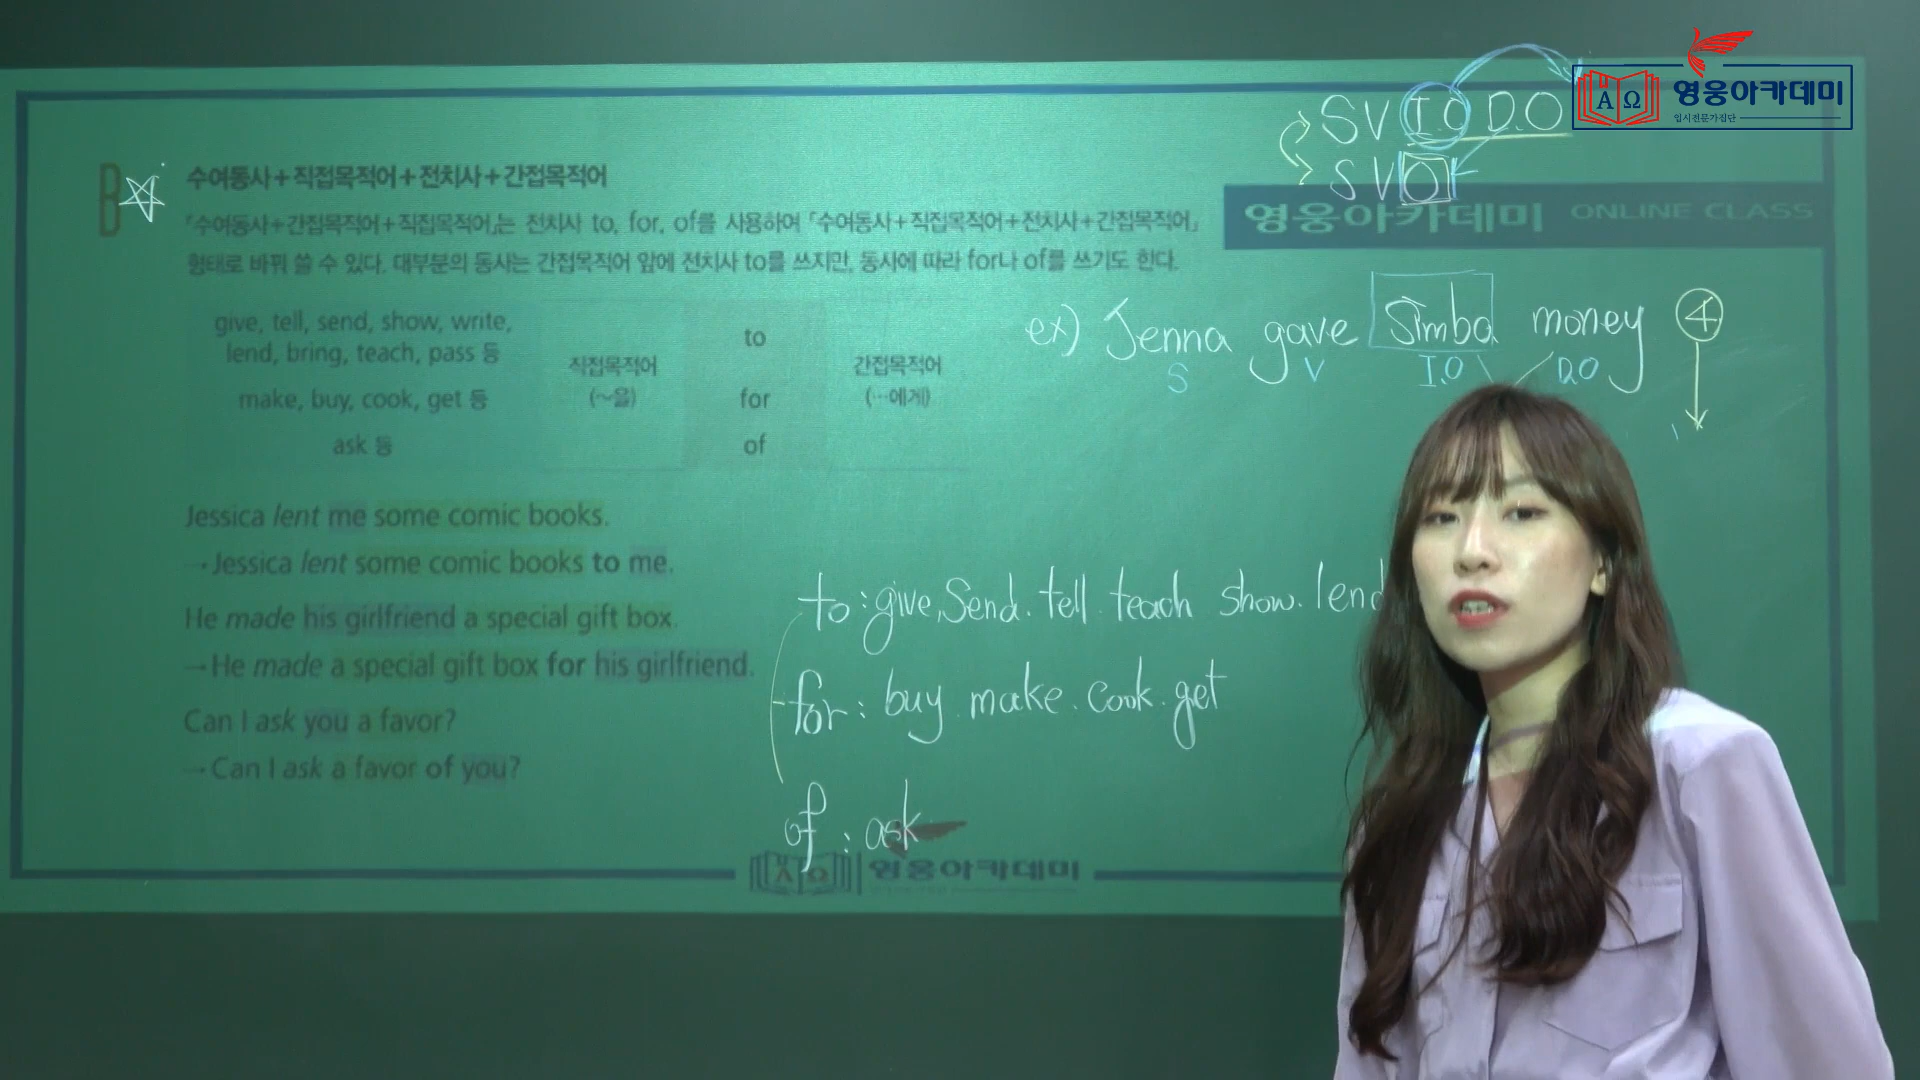 영웅아카데미
입시전문가집단
S V I.O D.O
S V O
영웅아카데미 ONLINE CLASS
B 수여동사+직접목적어+전치사+간접목적어
「수여동사+간접목적어+직접목적어」는 전치사 to, for, of를 사용하여 「수여동사+직접목적어+전치사+간접목적어」
형태로 바꿔 쓸 수 있다. 대부분의 동사는 간접목적어 앞에 전치사 to를 쓰지만, 동사에 따라 for나 of를 쓰기도 한다.
give, tell, send, show, write,
lend, bring, teach, pass 등
make, buy, cook, get 등
ask 등
직접목적어
(~을)
to
for
of
간접목적어
(…에게)
ex) Jenna gave Simba money ④
S V I.O D.O
Jessica lent me some comic books.
→Jessica lent some comic books to me.
He made his girlfriend a special gift box.
→He made a special gift box for his girlfriend.
Can I ask you a favor?
→Can I ask a favor of you?
to: give, send. tell. teach show. lend
for: buy. make. cook. get
of: ask
영웅아카데미